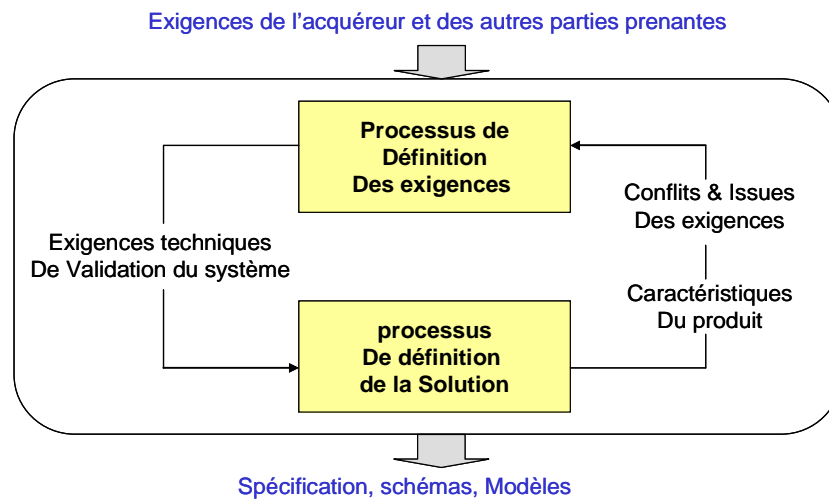 Exigences de l'acquéreur et des autres parties prenantes
Processus de
Définition
Des exigences
Conflits & Issues
Des exigences
Exigences techniques
De Validation du système
Caractéristiques
Du produit
processus
De définition
de la Solution
Spécification, schémas, Modèles